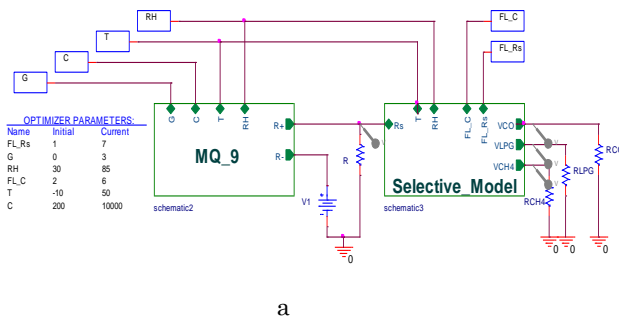 RH
FL_C
T
FL_Rs
C
G
OPTIMIZER PARAMETERS:
Name Initial Current
FL_Rs 1 7
G 0 3
RH 30 85
FL_C 2 6
T -10 50
C 200 10000
G C T RH
R+
R-
MQ_9
schematic2
R
V1
0
T RH FL_C FL_Rs
Rs
VCO
VLPG
VCH4
Selective_Model
schematic3
V
V
V
RCH4
RLPG
0 0 0
a